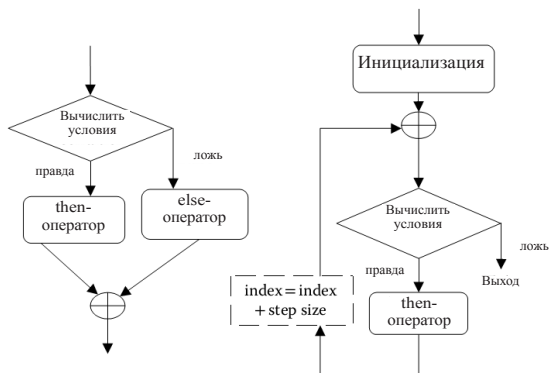 Вычислить
условия
правда
ложь
then-
оператор
else-
оператор
Инициализация
Вычислить
условия
ложь
правда
Выход
index = index
+ step size
then-
оператор